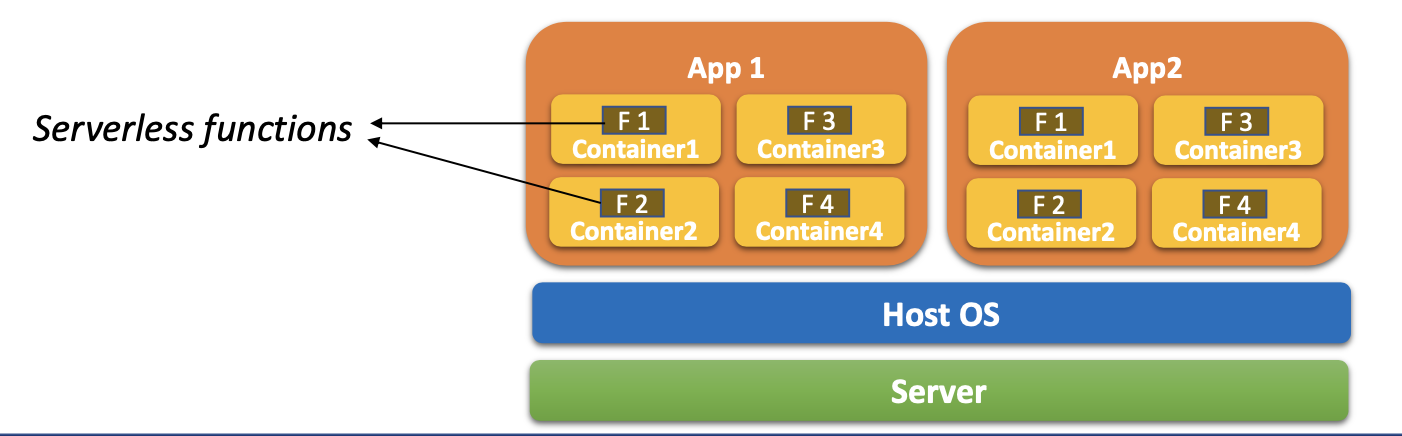 Serverless functions
App 1
F 1
Container1
F 3
Container3
F 2
Container2
F 4
Container4
App2
F 1
Container1
F 3
Container3
F 2
Container2
F 4
Container4
Host OS
Server